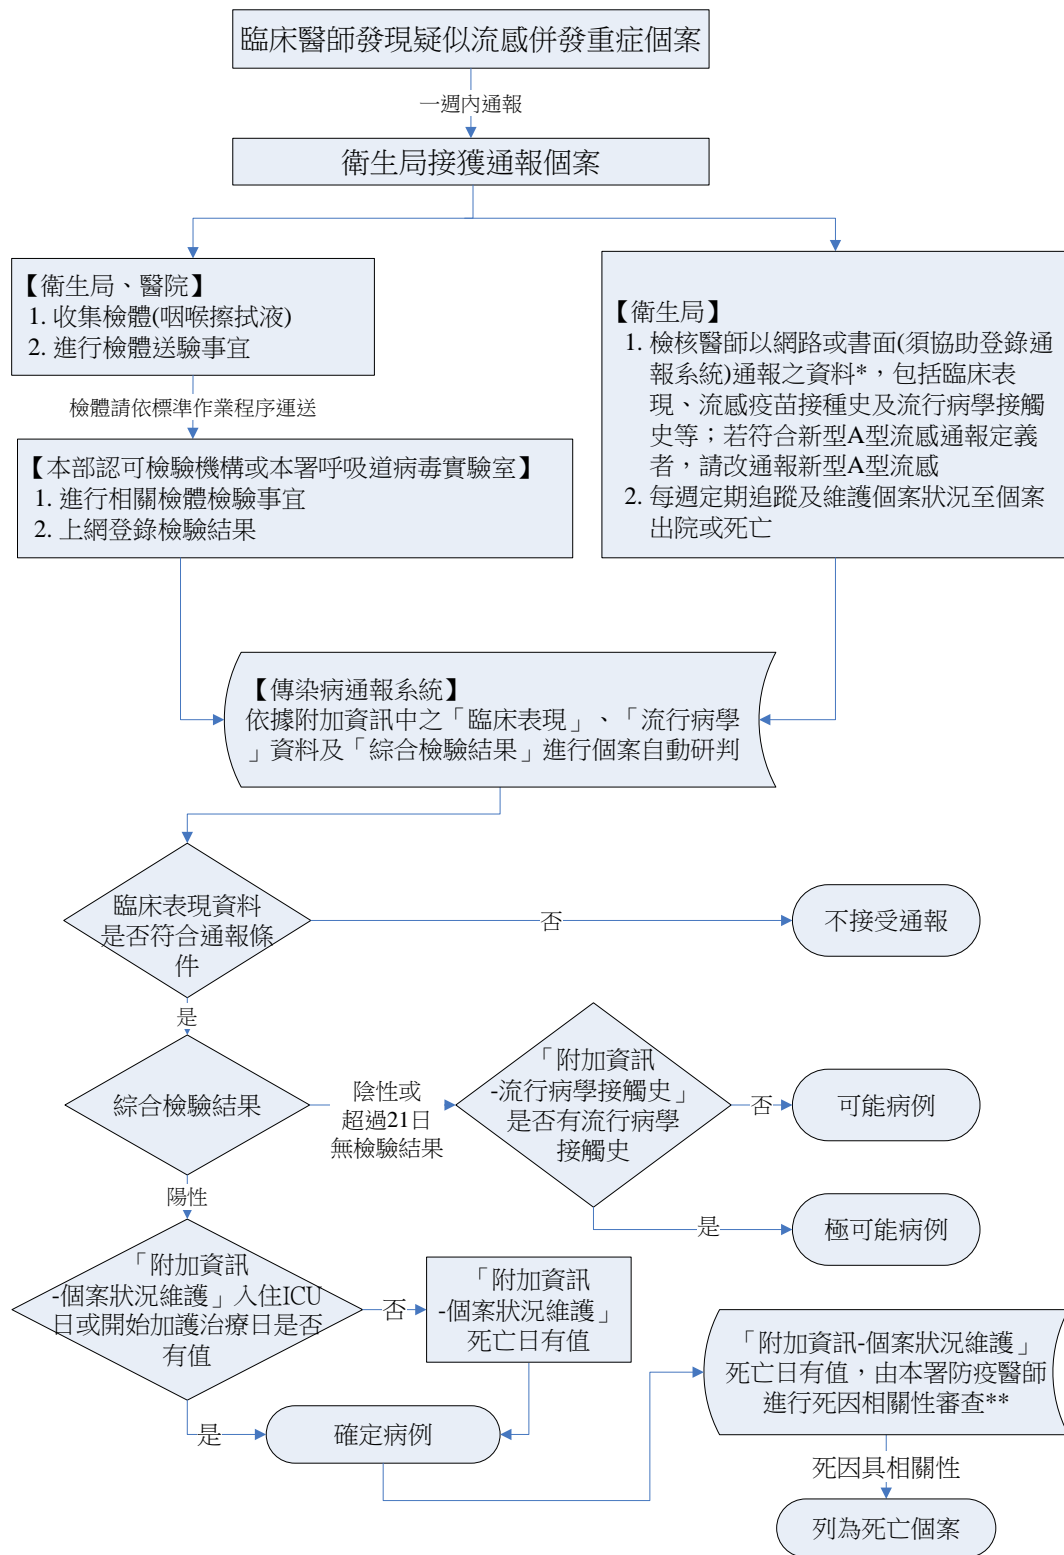 臨床醫師發現疑似流感併發重症個案
一週內通報
衛生局接獲通報個案
【衛生局、醫院】
1. 收集檢體(咽喉擦拭液)
2. 進行檢體送驗事宜
檢體請依標準作業程序運送
【本部認可檢驗機構或本署呼吸道病毒實驗室】
1. 進行相關檢體檢驗事宜
2. 上網登錄檢驗結果
【衛生局】
1. 檢核醫師以網路或書面(須協助登錄通
報系統)通報之資料*，包括臨床表
現、流感疫苗接種史及流行病學接觸
史等；若符合新型A型流感通報定義
者，請改通報新型A型流感
2. 每週定期追蹤及維護個案狀況至個案
出院或死亡
【傳染病通報系統】
依據附加資訊中之「臨床表現」、「流行病學
」資料及「綜合檢驗結果」進行個案自動研判
臨床表現資料
是否符合通報條
件
否
不接受通報
是
綜合檢驗結果
陰性或
超過21日
無檢驗結果
「附加資訊
-流行病學接觸史」
是否有流行病學
接觸史
否
可能病例
是
極可能病例
陽性
「附加資訊
-個案狀況維護」入住ICU
日或開始加護治療日是否
有值
否
「附加資訊
-個案狀況維護」
死亡日有值
是
確定病例
「附加資訊-個案狀況維護」
死亡日有值，由本署防疫醫師
進行死因相關性審查**
死因具相關性
列為死亡個案